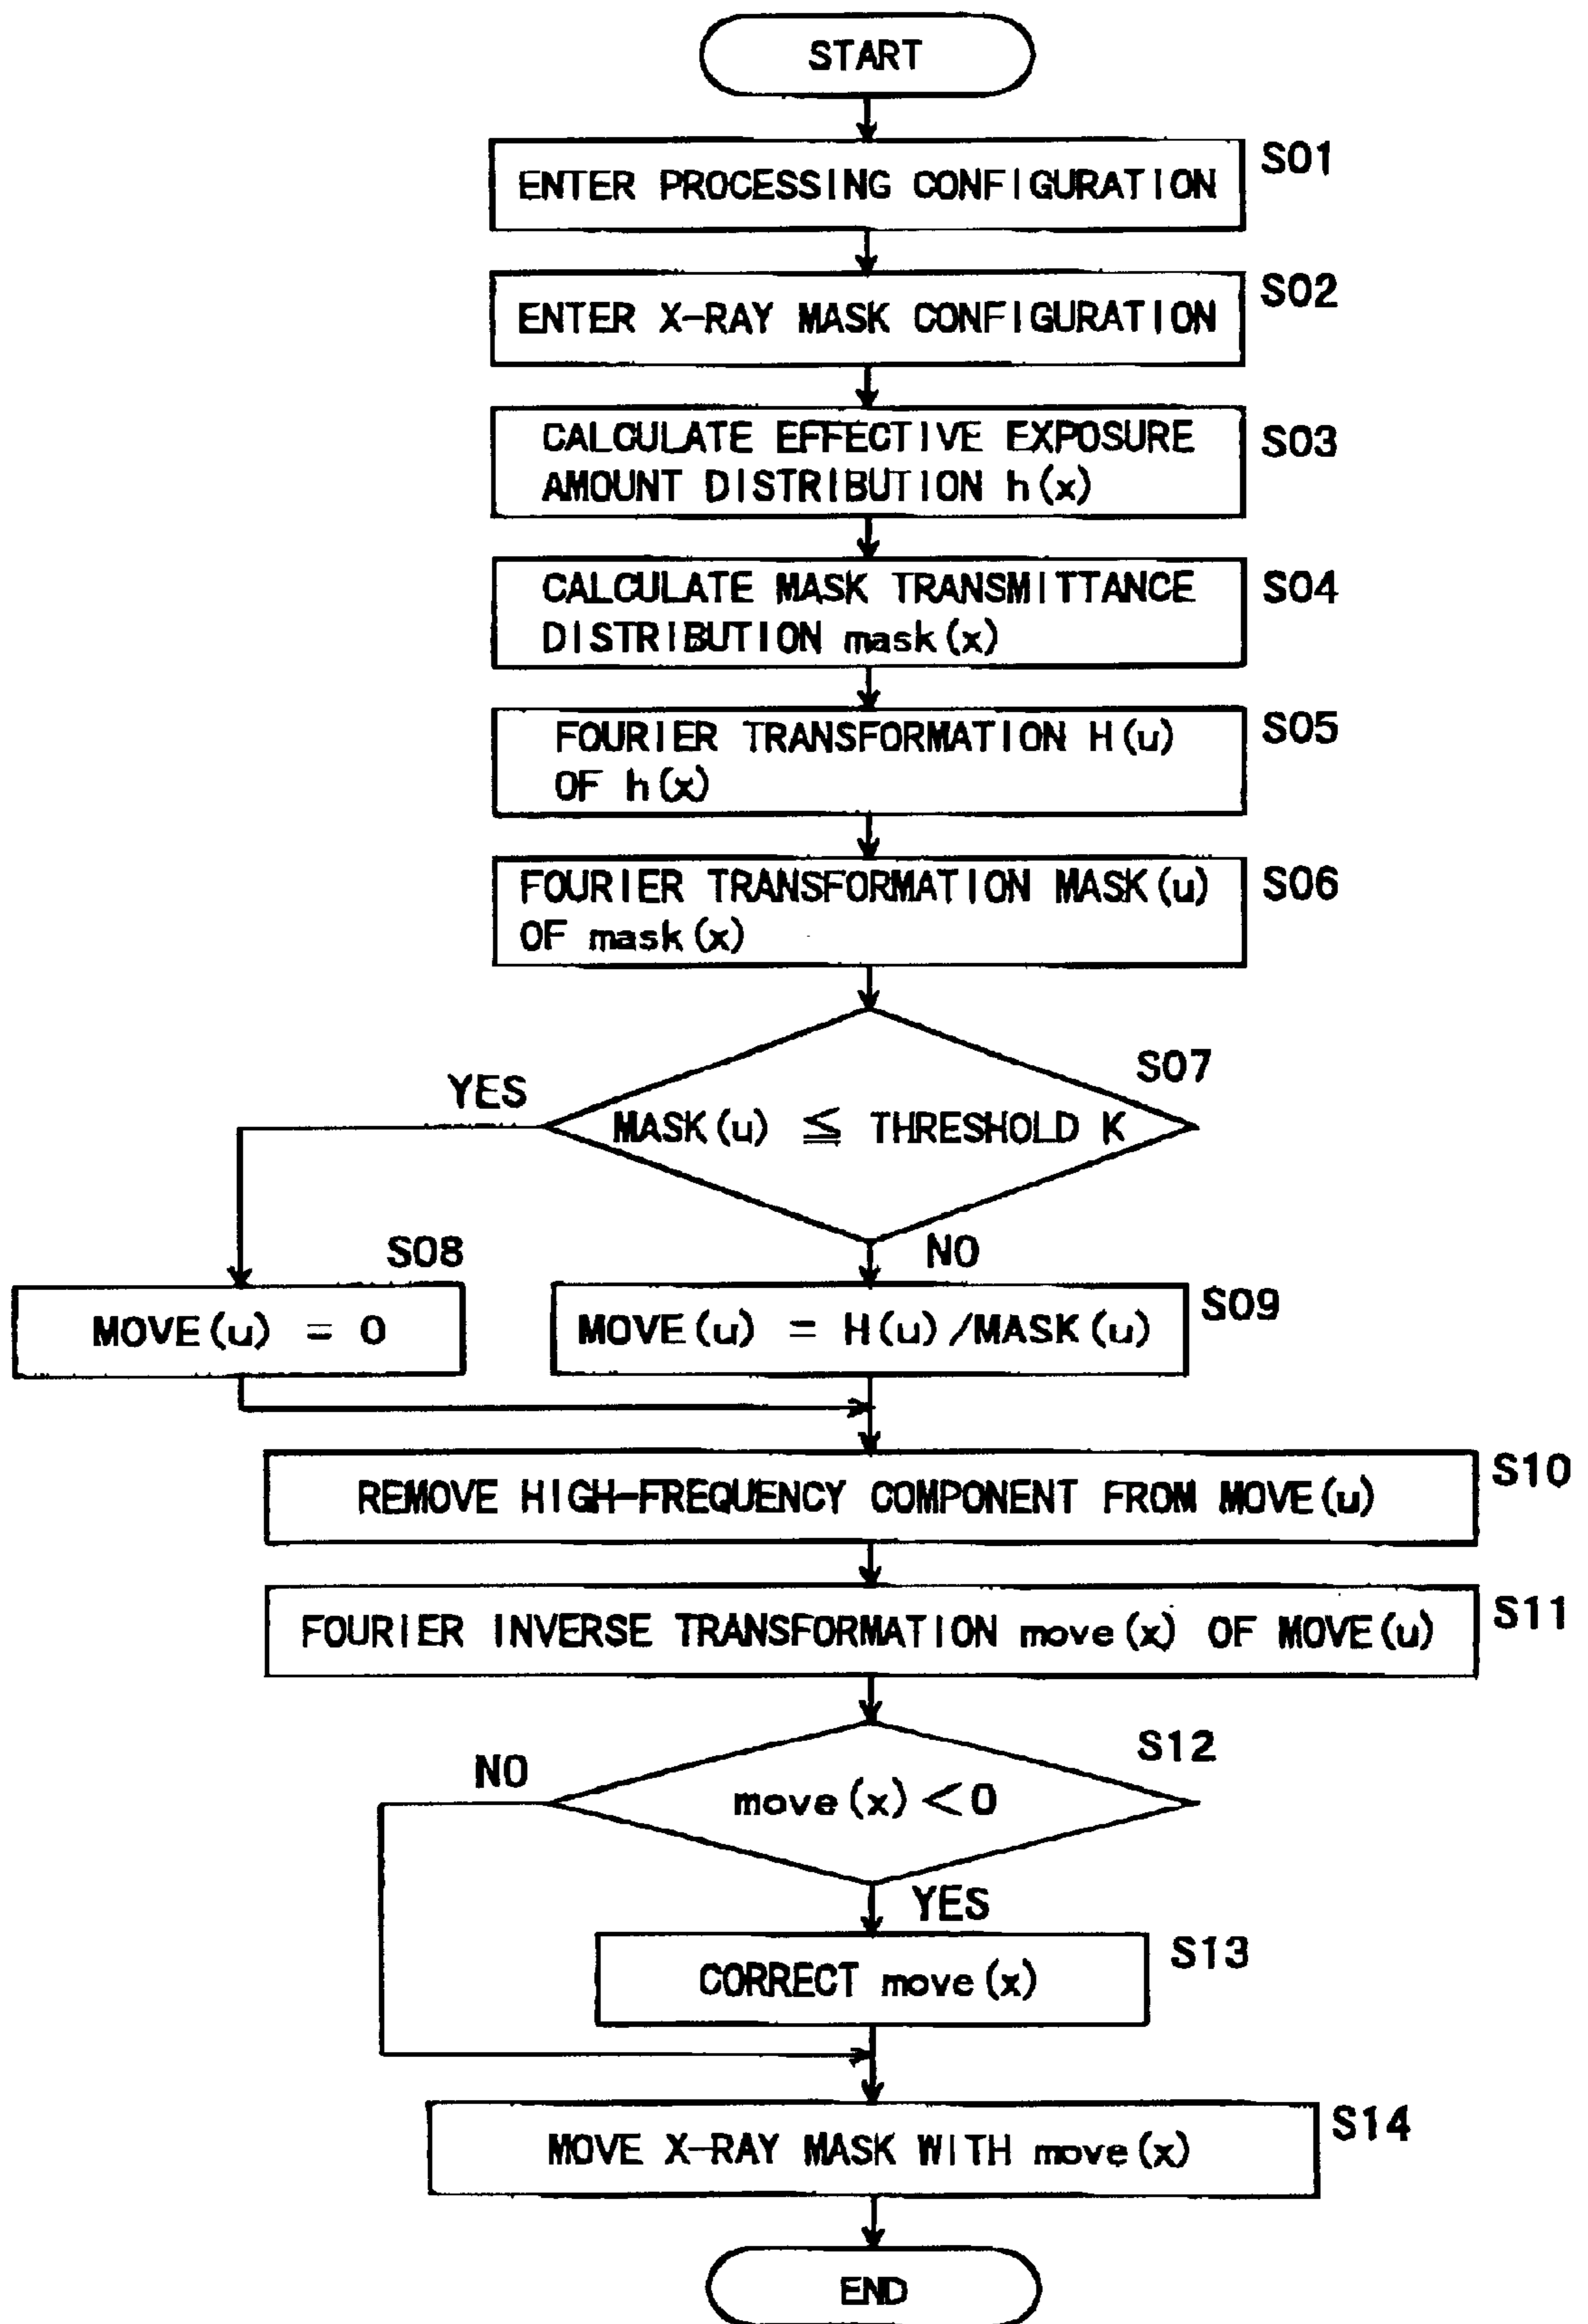 START
ENTER PROCESSING CONFIGURATION
S01
ENTER X-RAY MASK CONFIGURATION
S02
CALCULATE EFFECTIVE EXPOSURE
AMOUNT DISTRIBUTION h(x)
S03
CALCULATE MASK TRANSMITTANCE
DISTRIBUTION mask(x)
S04
FOURIER TRANSFORMATION H(u)
OF h(x)
S05
FOURIER TRANSFORMATION MASK(u)
OF mask(x)
S06
S07
YES
MASK(u) ≦ THRESHOLD K
NO
S08
MOVE(u) = 0
MOVE(u) = H(u)/MASK(u)
S09
REMOVE HIGH-FREQUENCY COMPONENT FROM MOVE(u)
S10
FOURIER INVERSE TRANSFORMATION move(x) OF MOVE(u)
S11
S12
NO
move(x)<0
YES
CORRECT move(x)
S13
MOVE X-RAY MASK WITH move(x)
S14
END